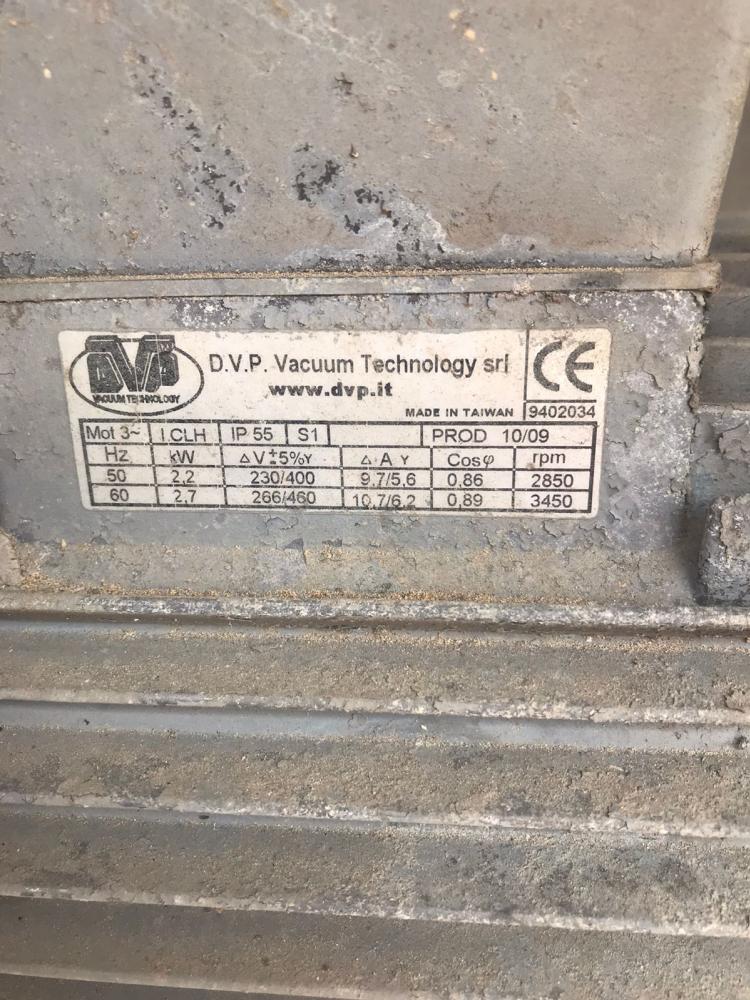 DVP
VACUUM TECHNOLOGY
D.V.P. Vacuum Technology srl
www.dvp.it
MADE IN TAIWAN
CE
9402034
Mot 3~ I.CLH IP 55 S1 PROD 10/09
Hz kW ΔV±5%Y Δ A Y Cosφ rpm
50 2,2 230/400 9,7/5,6 0,86 2850
60 2,7 266/460 10,7/6,2 0,89 3450